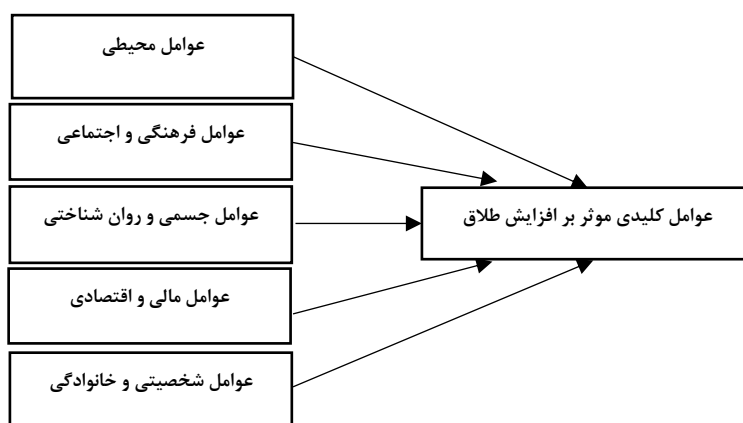 عوامل محیطی
عوامل فرهنگی و اجتماعی
عوامل جسمی و روان شناختی
عوامل کلیدی موثر بر افزایش طلاق
عوامل مالی و اقتصادی
عوامل شخصیتی و خانوادگی